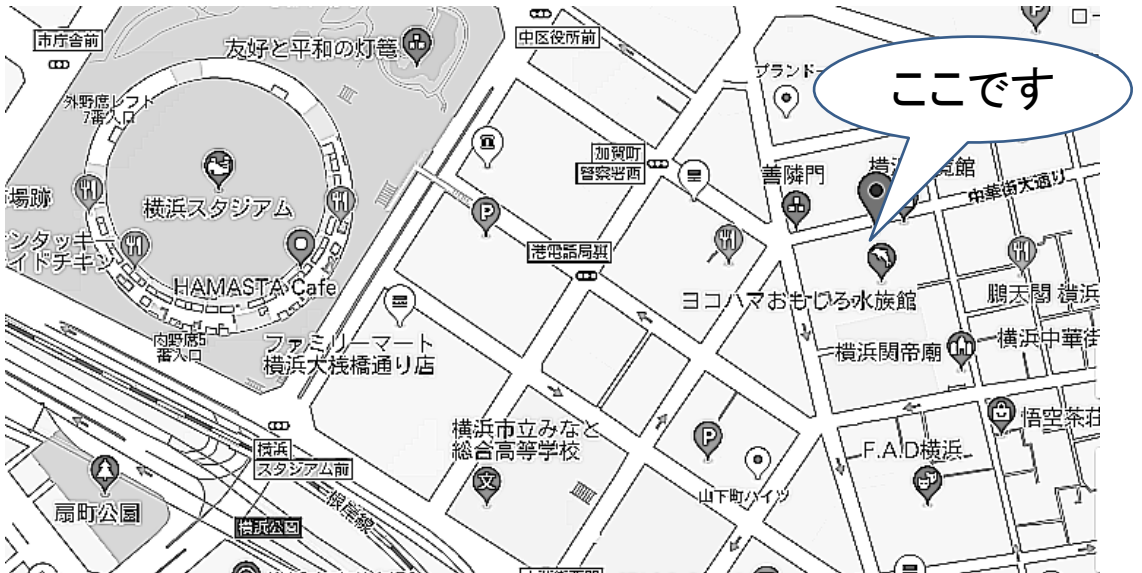 市庁舎前
友好と平和の灯篭
中区役所前
プランドー
ここです
外野席レフト
7番入口
加賀町
警察署西
善隣門
中華街大通り
場跡
横浜スタジアム
ンタッキー
イドチキン
港電話局裏
HAMASTA Cafe
ヨコハマおもしろ水族館
鵬天閣 横浜
内野席5
番入口
ファミリーマート
横浜大桟橋通り店
横浜関帝廟
横浜中華街
横浜
スタジアム前
横浜市立みなと
総合高等学校
悟空茶荘
F.A.D横浜
山下町ハイツ
扇町公園
根岸線
横浜公園